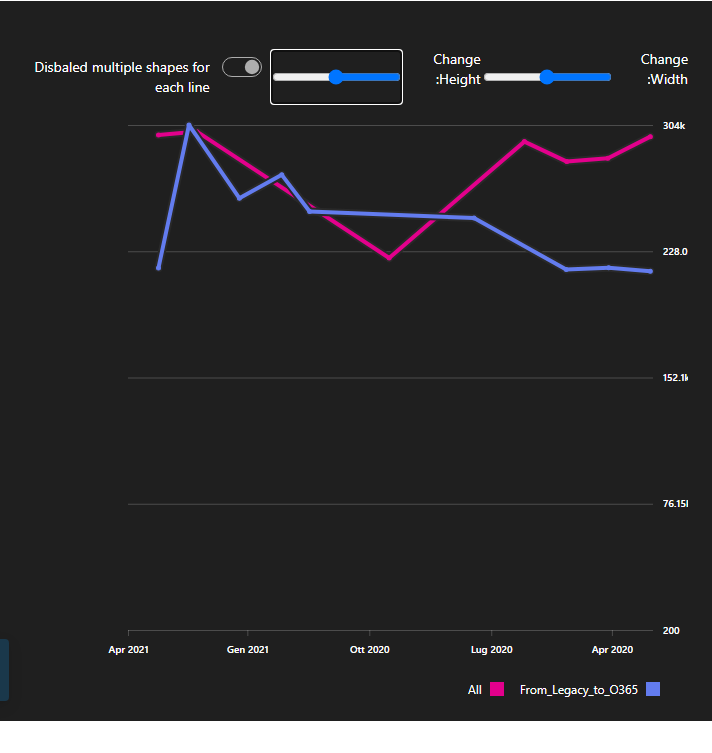 Disbaled multiple shapes for
each line
Change
:Height
Change
:Width
304k
228.0
152.1k
76.15
200
Apr 2021
Gen 2021
Ott 2020
Lug 2020
Apr 2020
All
From_Legacy_to_O365